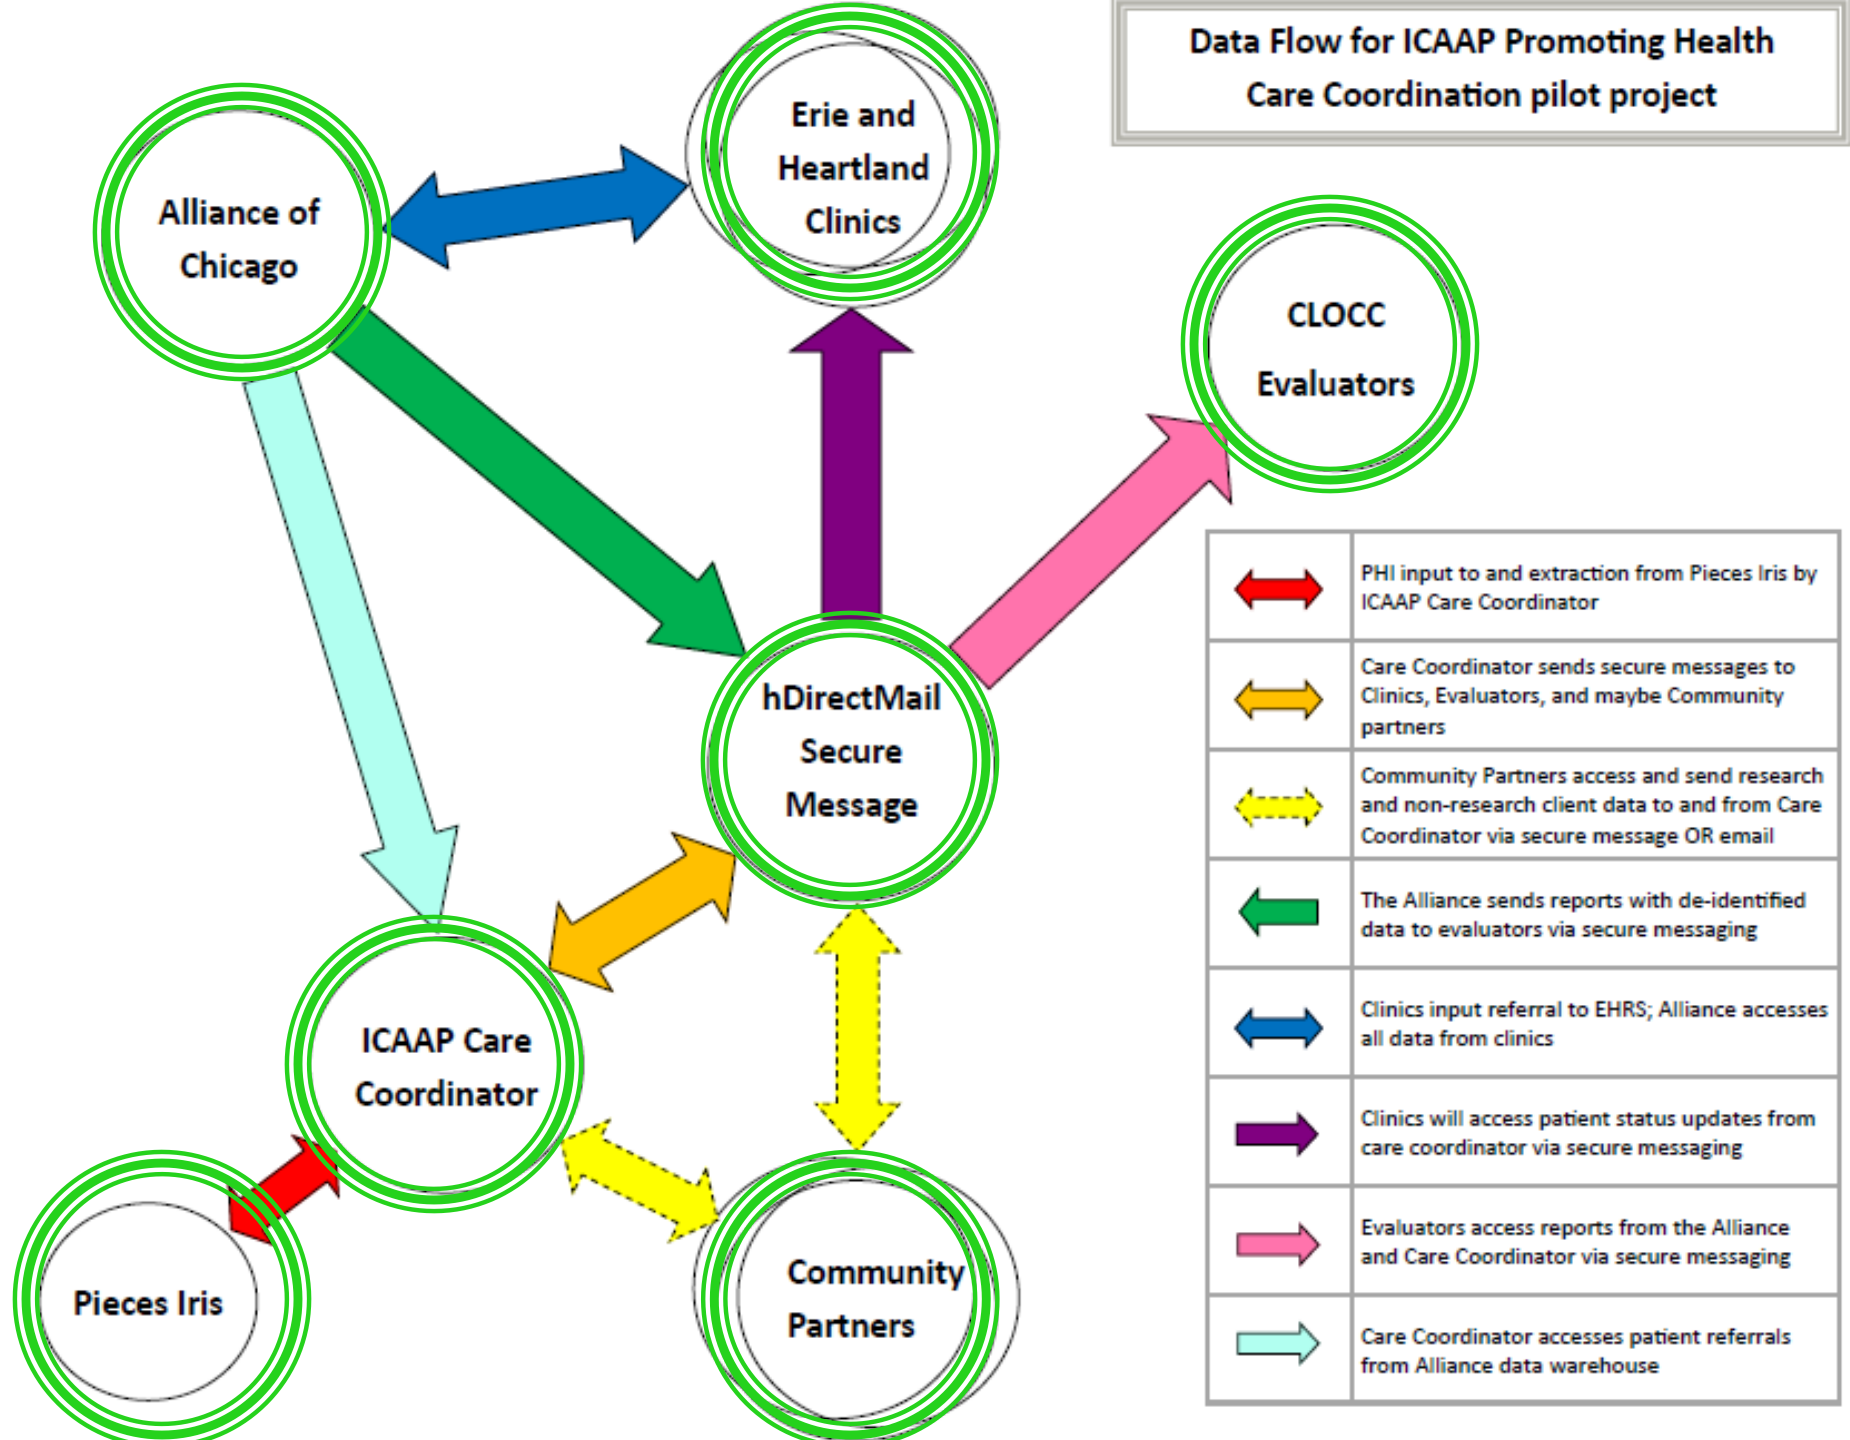 Data Flow for ICAAP Promoting Health
Care Coordination pilot project
Erie and
Heartland
Clinics
Alliance of
Chicago
CLOCC
Evaluators
hDirectMail
Secure
Message
ICAAP Care
Coordinator
Pieces Iris
Community
Partners
PHI input to and extraction from Pieces Iris by
ICAAP Care Coordinator
Care Coordinator sends secure messages to
Clinics, Evaluators, and maybe Community
partners
Community Partners access and send research
and non-research client data to and from Care
Coordinator via secure message OR email
The Alliance sends reports with de-identified
data to evaluators via secure messaging
Clinics input referral to EHRS; Alliance accesses
all data from clinics
Clinics will access patient status updates from
care coordinator via secure messaging
Evaluators access reports from the Alliance
and Care Coordinator via secure messaging
Care Coordinator accesses patient referrals
from Alliance data warehouse